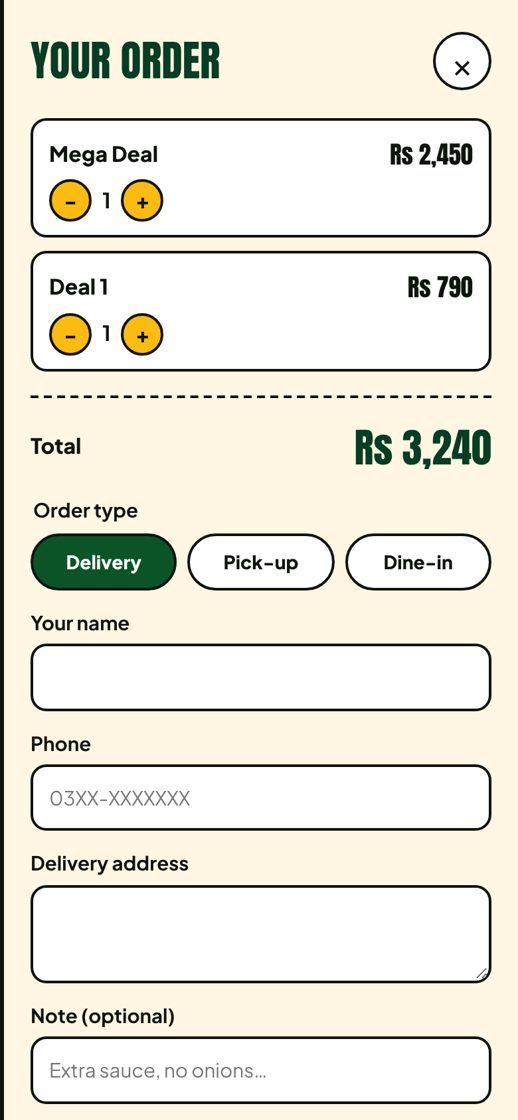 YOUR ORDER
×
Mega Deal
Rs 2,450
– 1 +
Deal 1
Rs 790
– 1 +
Total
Rs 3,240
Order type
Delivery
Pick-up
Dine-in
Your name
Phone
03XX-XXXXXXX
Delivery address
Note (optional)
Extra sauce, no onions…